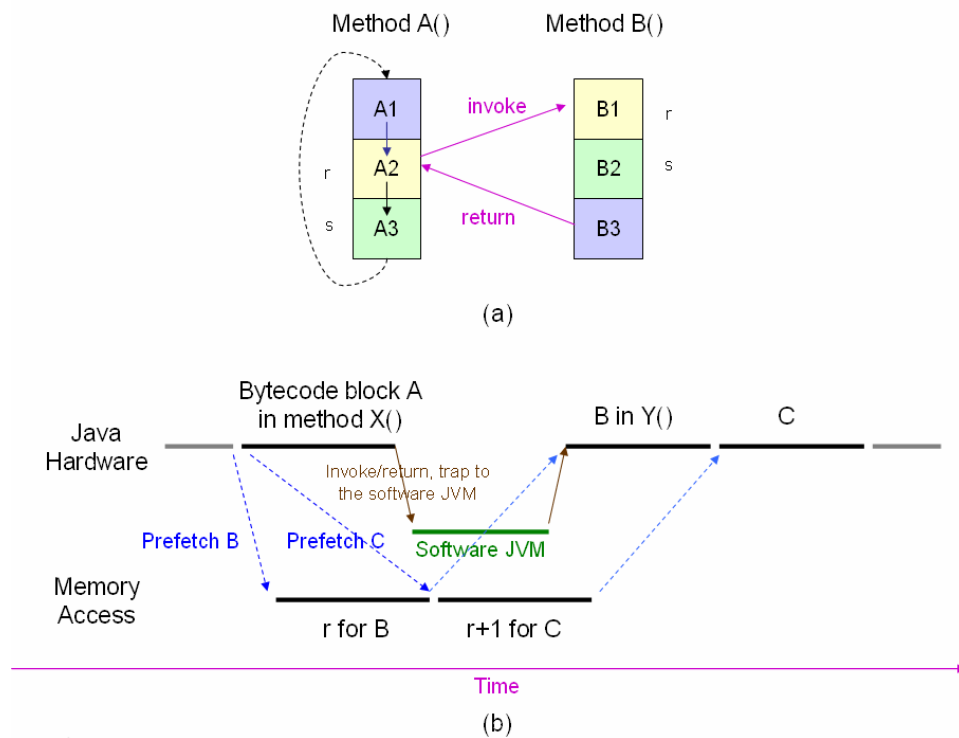 Method A()
Method B()
A1
A2
A3
r
s
invoke
return
B1
B2
B3
r
s
(a)
Java
Hardware
Bytecode block A
in method X()
B in Y()
C
Invoke/return, trap to
the software JVM
Prefetch B
Prefetch C
Software JVM
Memory
Access
r for B
r+1 for C
Time
(b)